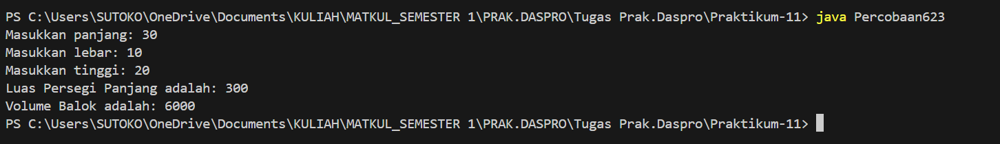 PS C:\Users\SUTOKO\OneDrive\Documents\KULIAH\MATKUL_SEMESTER 1\PRAK.DASPRO\Tugas Prak.Daspro\Praktikum-11> java Percobaan623
Masukkan panjang: 30
Masukkan lebar: 10
Masukkan tinggi: 20
Luas Persegi Panjang adalah: 300
Volume Balok adalah: 6000
PS C:\Users\SUTOKO\OneDrive\Documents\KULIAH\MATKUL_SEMESTER 1\PRAK.DASPRO\Tugas Prak.Daspro\Praktikum-11>